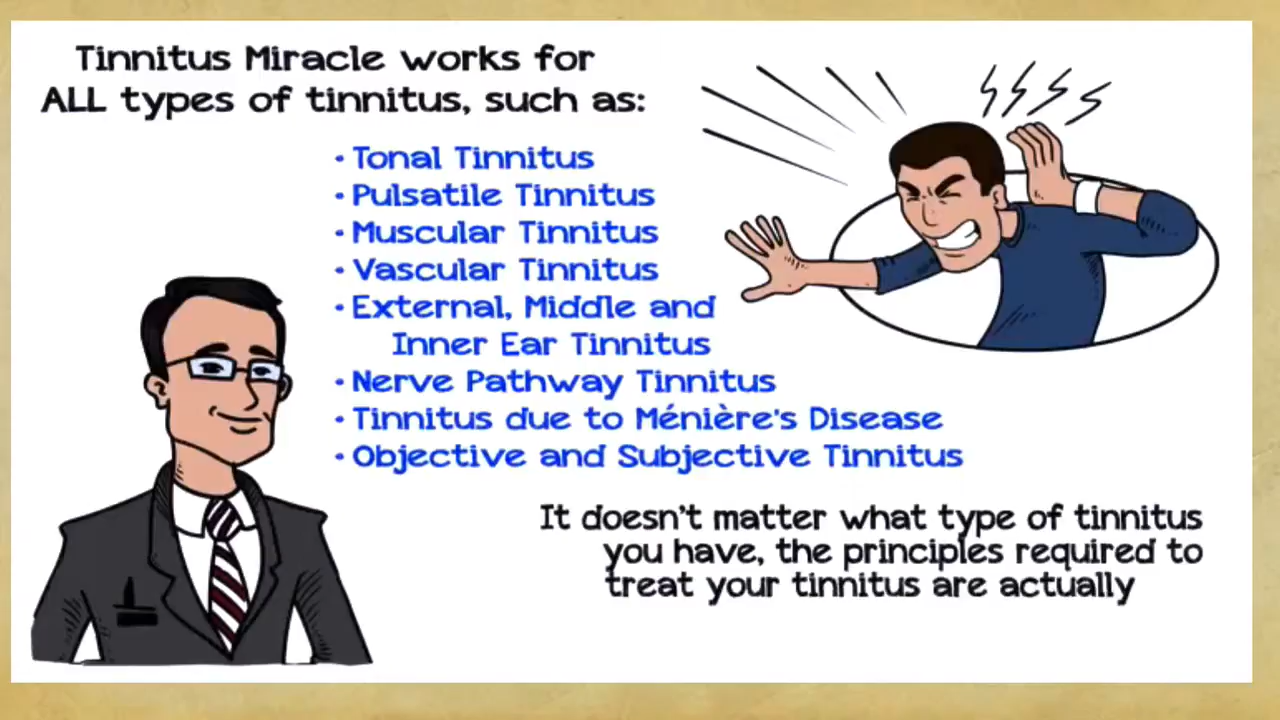 Tinnitus Miracle works for
ALL types of tinnitus, such as:
• Tonal Tinnitus
• Pulsatile Tinnitus
• Muscular Tinnitus
• Vascular Tinnitus
• External, Middle and
Inner Ear Tinnitus
• Nerve Pathway Tinnitus
• Tinnitus due to Ménière's Disease
• Objective and Subjective Tinnitus
It doesn't matter what type of tinnitus
you have, the principles required to
treat your tinnitus are actually